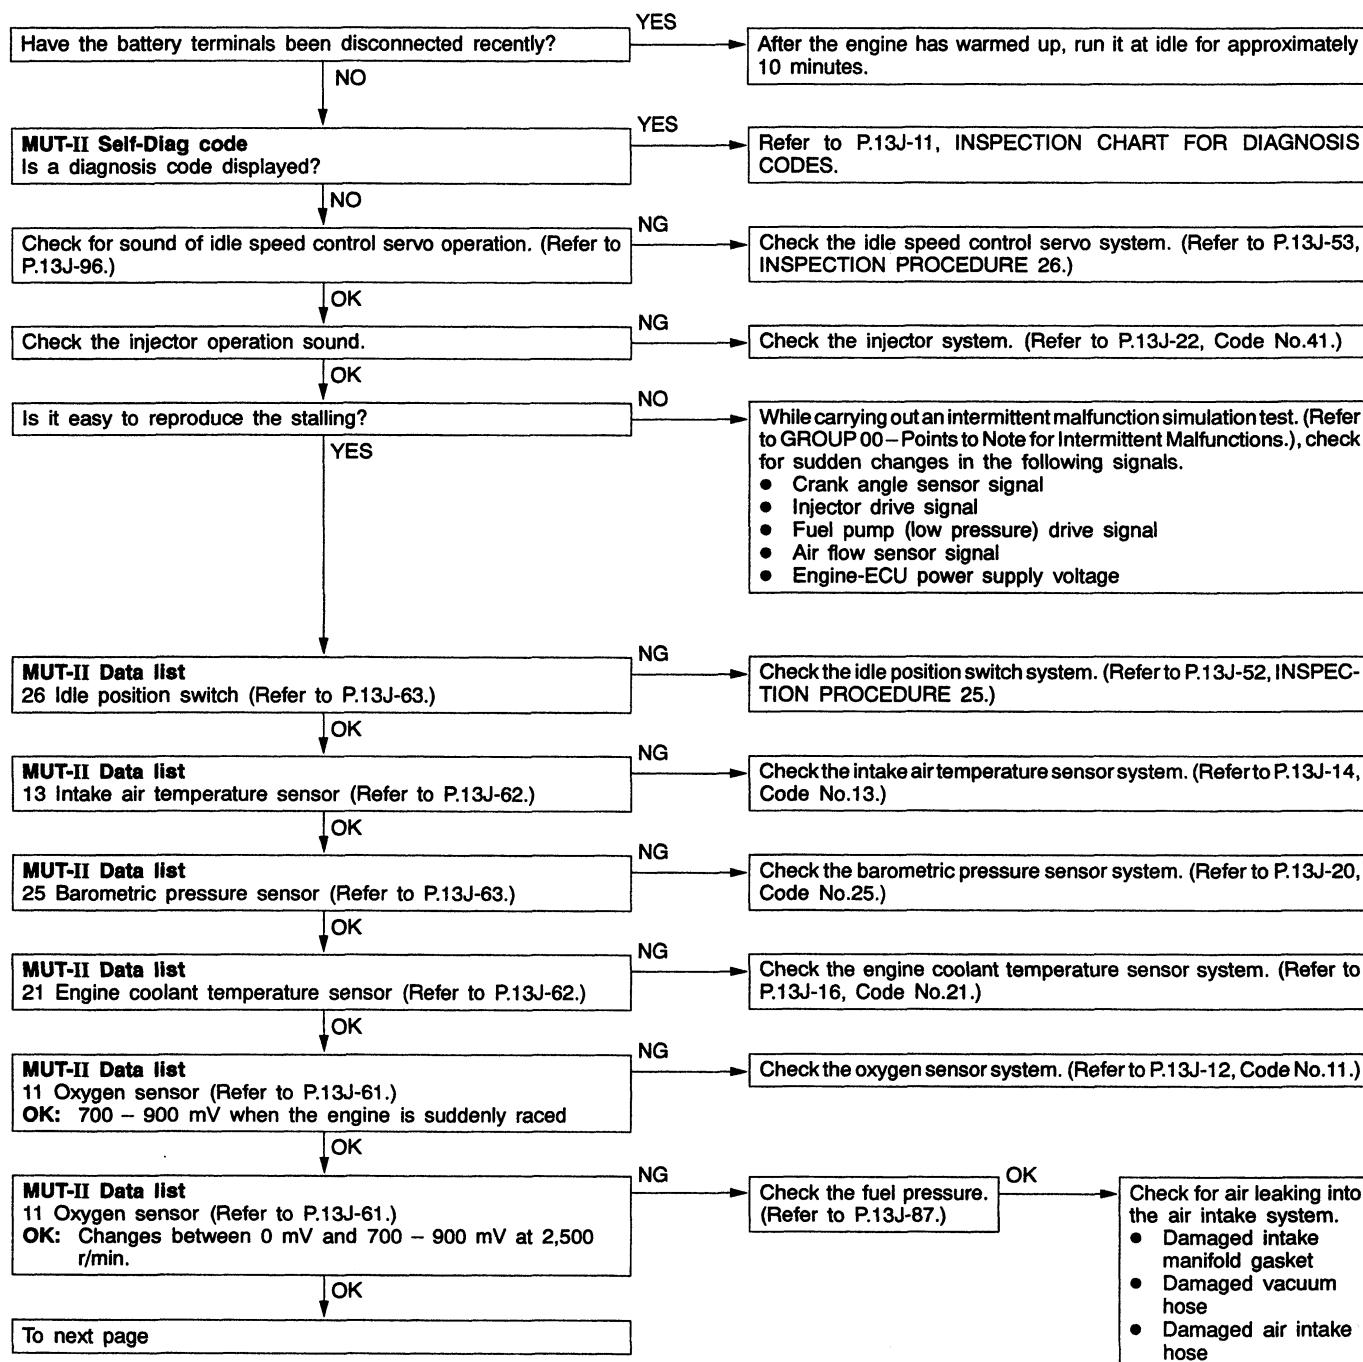 YES
Have the battery terminals been disconnected recently?
After the engine has warmed up, run it at idle for approximately
10 minutes.
NO
YES
MUT-II Self-Diag code
Is a diagnosis code displayed?
Refer to P.13J-11, INSPECTION CHART FOR DIAGNOSIS
CODES.
NO
NG
Check for sound of idle speed control servo operation. (Refer to
P.13J-96.)
Check the idle speed control servo system. (Refer to P.13J-53,
INSPECTION PROCEDURE 26.)
OK
NG
Check the injector operation sound.
Check the injector system. (Refer to P.13J-22, Code No.41.)
OK
NO
Is it easy to reproduce the stalling?
While carrying out an intermittent malfunction simulation test. (Refer
to GROUP 00 – Points to Note for Intermittent Malfunctions.), check
for sudden changes in the following signals.
● Crank angle sensor signal
● Injector drive signal
● Fuel pump (low pressure) drive signal
● Air flow sensor signal
● Engine-ECU power supply voltage
YES
NG
MUT-II Data list
26 Idle position switch (Refer to P.13J-63.)
Check the idle position switch system. (Refer to P.13J-52, INSPEC-
TION PROCEDURE 25.)
OK
NG
MUT-II Data list
13 Intake air temperature sensor (Refer to P.13J-62.)
Check the intake air temperature sensor system. (Refer to P.13J-14,
Code No.13.)
OK
NG
MUT-II Data list
25 Barometric pressure sensor (Refer to P.13J-63.)
Check the barometric pressure sensor system. (Refer to P.13J-20,
Code No.25.)
OK
NG
MUT-II Data list
21 Engine coolant temperature sensor (Refer to P.13J-62.)
Check the engine coolant temperature sensor system. (Refer to
P.13J-16, Code No.21.)
OK
NG
MUT-II Data list
11 Oxygen sensor (Refer to P.13J-61.)
OK: 700 – 900 mV when the engine is suddenly raced
Check the oxygen sensor system. (Refer to P.13J-12, Code No.11.)
OK
NG
MUT-II Data list
11 Oxygen sensor (Refer to P.13J-61.)
OK: Changes between 0 mV and 700 – 900 mV at 2,500
r/min.
Check the fuel pressure.
(Refer to P.13J-87.)
OK
Check for air leaking into
the air intake system.
● Damaged intake
manifold gasket
● Damaged vacuum
hose
● Damaged air intake
hose
OK
To next page